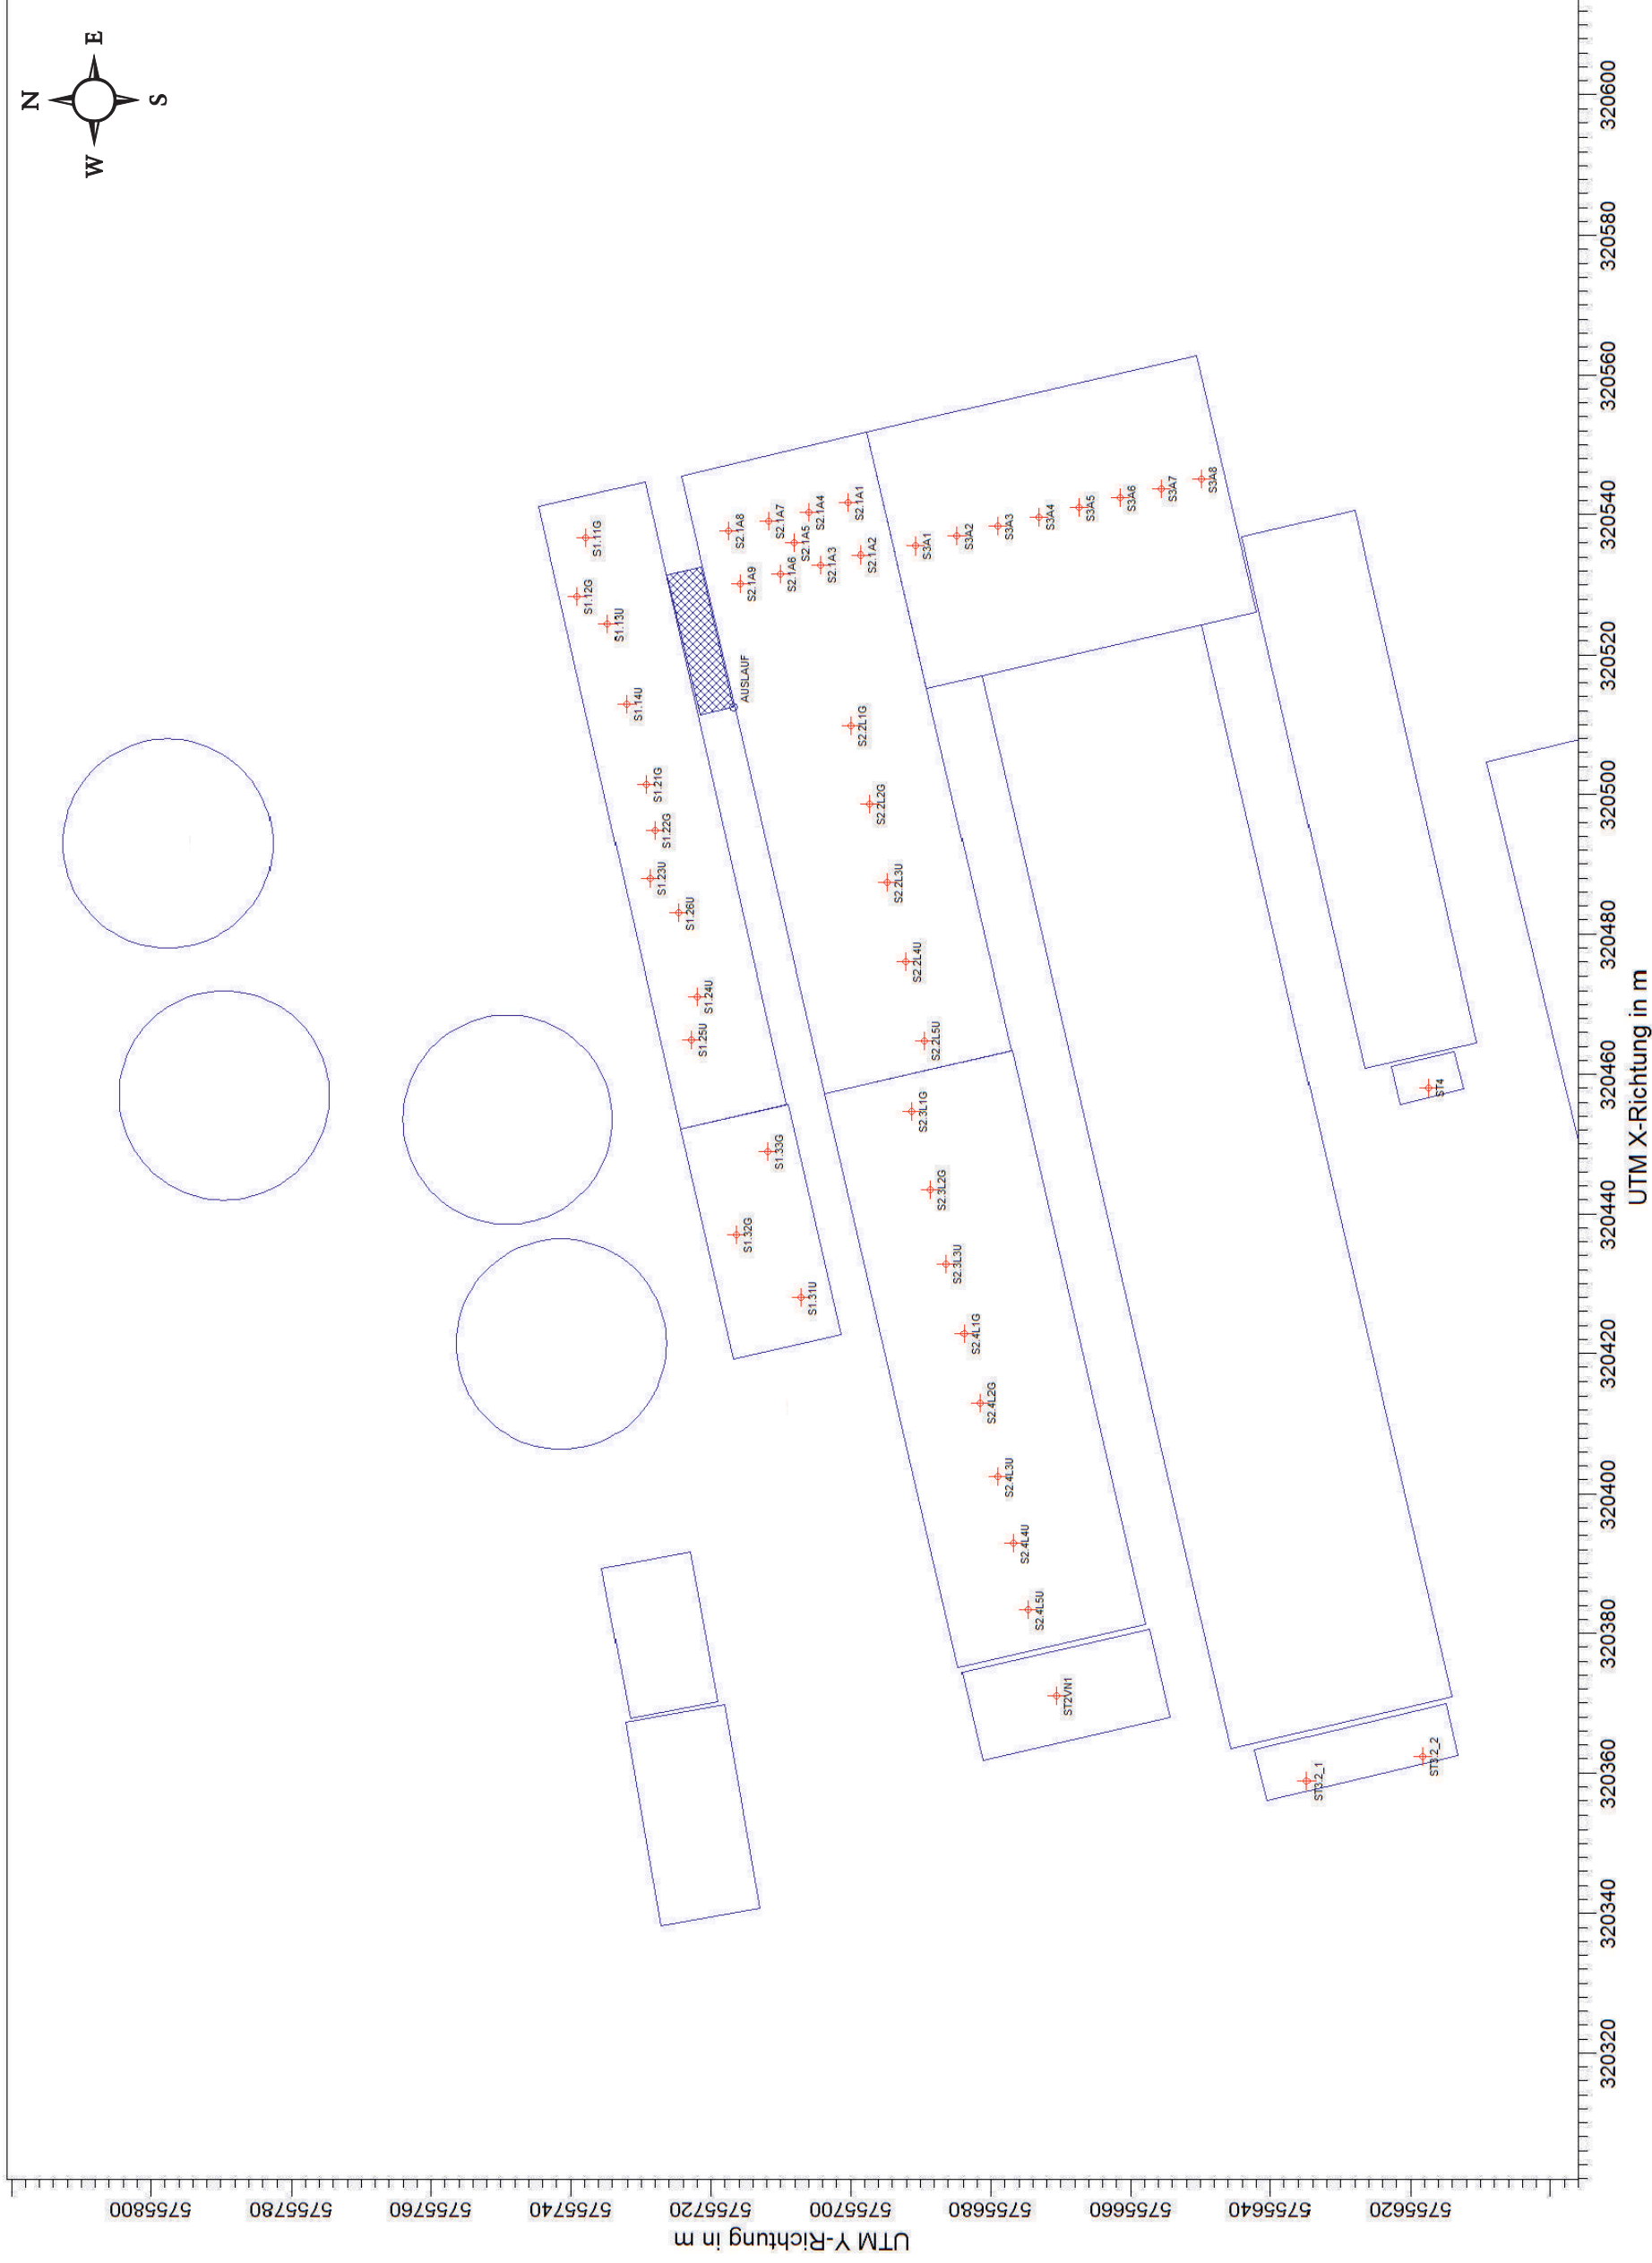 N
W
E
S
S1.11G
S1.12G
S1.13U
S1.14U
S1.21G
S1.22G
S1.23U
S1.26U
S1.24U
S1.25U
S1.33G
S1.32G
S1.31U
AUSLAUF
S2.1A8
S2.1A7
S2.1A4
S2.1A1
S2.1A5
S2.1A9
S2.1A6
S2.1A3
S2.1A2
S2.2L1G
S2.2L2G
S2.2L3U
S2.2L4U
S2.2L5U
S2.3L1G
S2.3L2G
S2.3L3U
S2.4L1G
S2.4L2G
S2.4L3U
S2.4L4U
S2.4L5U
ST2VN1
S3A1
S3A2
S3A3
S3A4
S3A5
S3A6
S3A7
S3A8
ST4
ST3.2_1
ST3.2_2
5755800
5755780
5755760
5755740
5755720
5755700
5755680
5755660
5755640
5755620
UTM Y-Richtung in m
320320
320340
320360
320380
320400
320420
320440
320460
320480
320500
320520
320540
320560
320580
320600
UTM X-Richtung in m